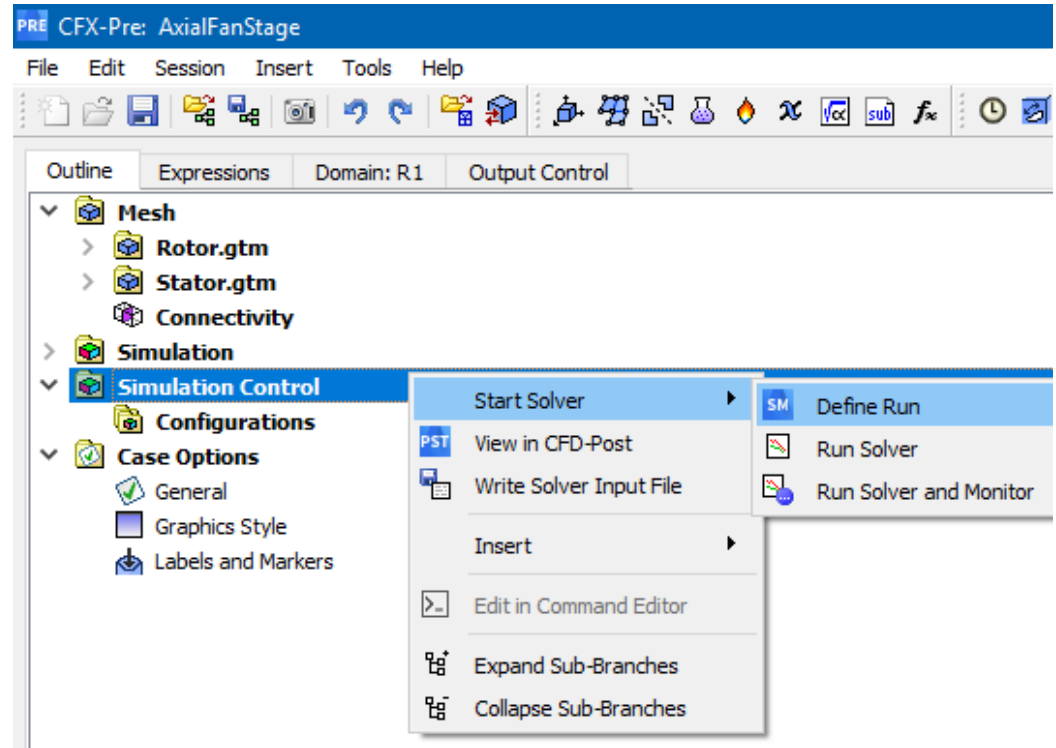 PRE CFX-Pre: AxialFanStage
File Edit Session Insert Tools Help
√α sub f∞
Outline Expressions Domain: R1 Output Control
Mesh
Rotor.gtm
Stator.gtm
Connectivity
Simulation
Simulation Control
Configurations
Case Options
General
Graphics Style
Labels and Markers
Start Solver
PST View in CFD-Post
Write Solver Input File
Insert
Edit in Command Editor
Expand Sub-Branches
Collapse Sub-Branches
SM Define Run
Run Solver
Run Solver and Monitor